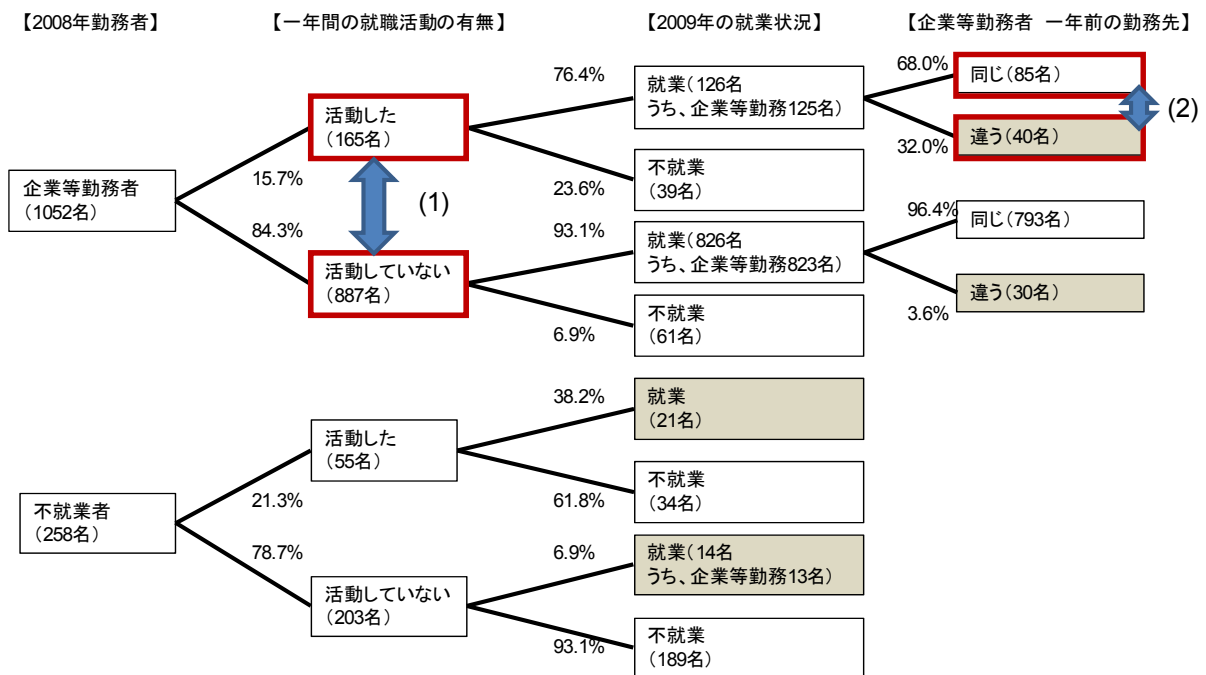 【2008年勤務者】
【一年間の就職活動の有無】
【2009年の就業状況】
【企業等勤務者 一年前の勤務先】
企業等勤務者
(1052名)
15.7%
84.3%
活動した
(165名)
(1)
活動していない
(887名)
76.4%
23.6%
93.1%
6.9%
就業(126名
うち、企業等勤務125名)
不就業
(39名)
就業(826名
うち、企業等勤務823名)
不就業
(61名)
68.0%
32.0%
96.4%
3.6%
同じ(85名)
違う(40名)
(2)
同じ(793名)
違う(30名)
不就業者
(258名)
21.3%
78.7%
活動した
(55名)
活動していない
(203名)
38.2%
61.8%
6.9%
93.1%
就業
(21名)
不就業
(34名)
就業(14名
うち、企業等勤務13名)
不就業
(189名)